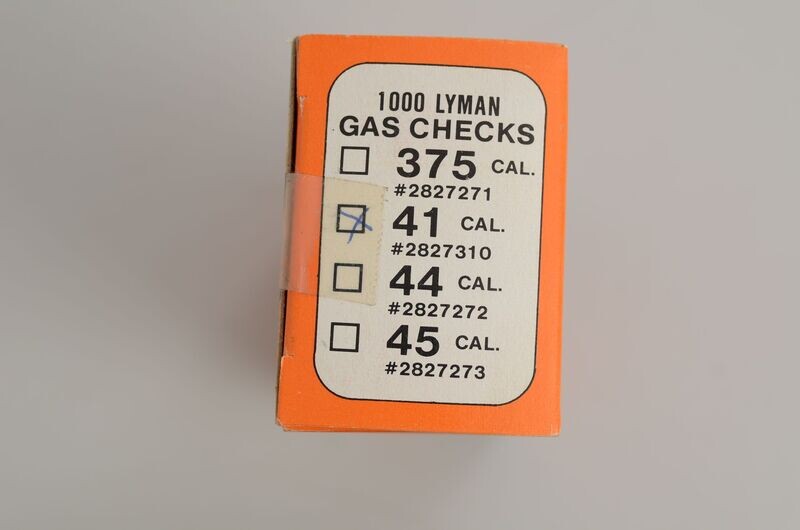 1000 LYMAN
GAS CHECKS
375 CAL.
#2827271
41 CAL.
#2827310
44 CAL.
#2827272
45 CAL.
#2827273